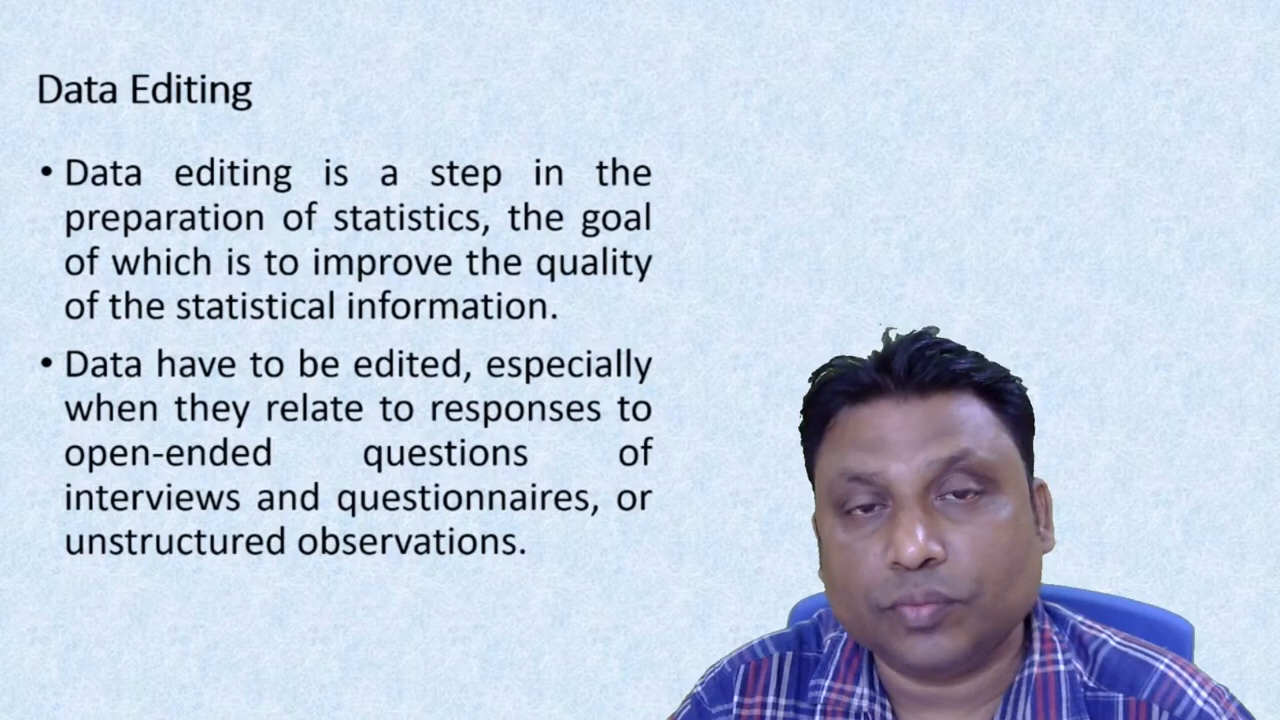 Data Editing
• Data editing is a step in the
preparation of statistics, the goal
of which is to improve the quality
of the statistical information.
• Data have to be edited, especially
when they relate to responses to
open-ended questions of
interviews and questionnaires, or
unstructured observations.